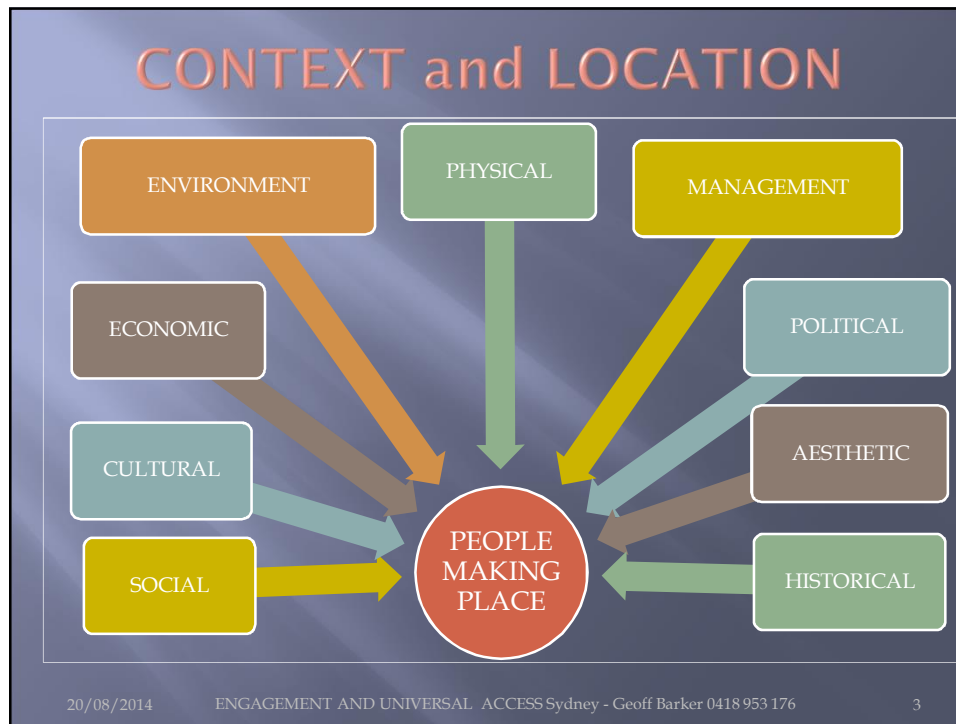 CONTEXT and LOCATION
ENVIRONMENT
PHYSICAL
MANAGEMENT
ECONOMIC
POLITICAL
CULTURAL
AESTHETIC
SOCIAL
PEOPLE
MAKING
PLACE
HISTORICAL
20/08/2014
ENGAGEMENT AND UNIVERSAL ACCESS Sydney - Geoff Barker 0418 953 176
3